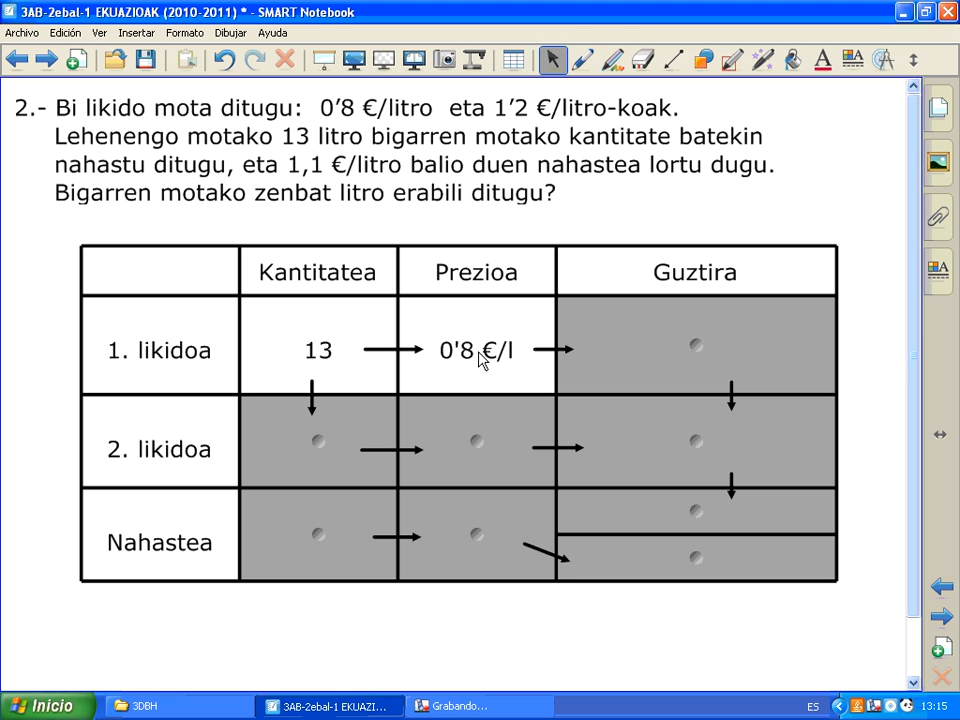 3AB-2ebal-1 EKUAZIOAK (2010-2011) * - SMART Notebook
Archivo Edición Ver Insertar Formato Dibujar Ayuda
2.- Bi likido mota ditugu: 0’8 €/litro eta 1’2 €/litro-koak.
Lehenengo motako 13 litro bigarren motako kantitate batekin
nahastu ditugu, eta 1,1 €/litro balio duen nahastea lortu dugu.
Bigarren motako zenbat litro erabili ditugu?
Kantitatea Prezioa Guztira
1. likidoa 13 0'8 €/l
2. likidoa
Nahastea
Inicio 3DBH 3AB-2ebal-1 EKUAZI... Grabando... ES 13:15